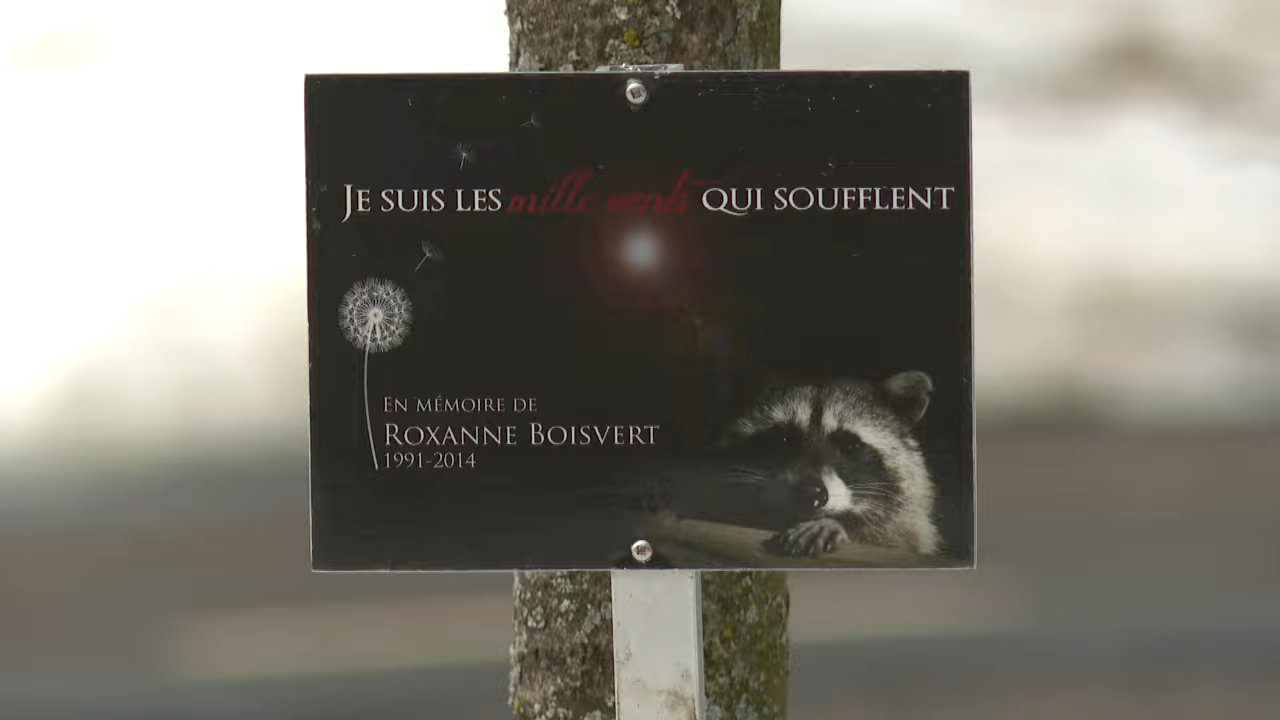 Je suis les mille vents qui soufflent
En mémoire de
Roxanne Boisvert
1991-2014